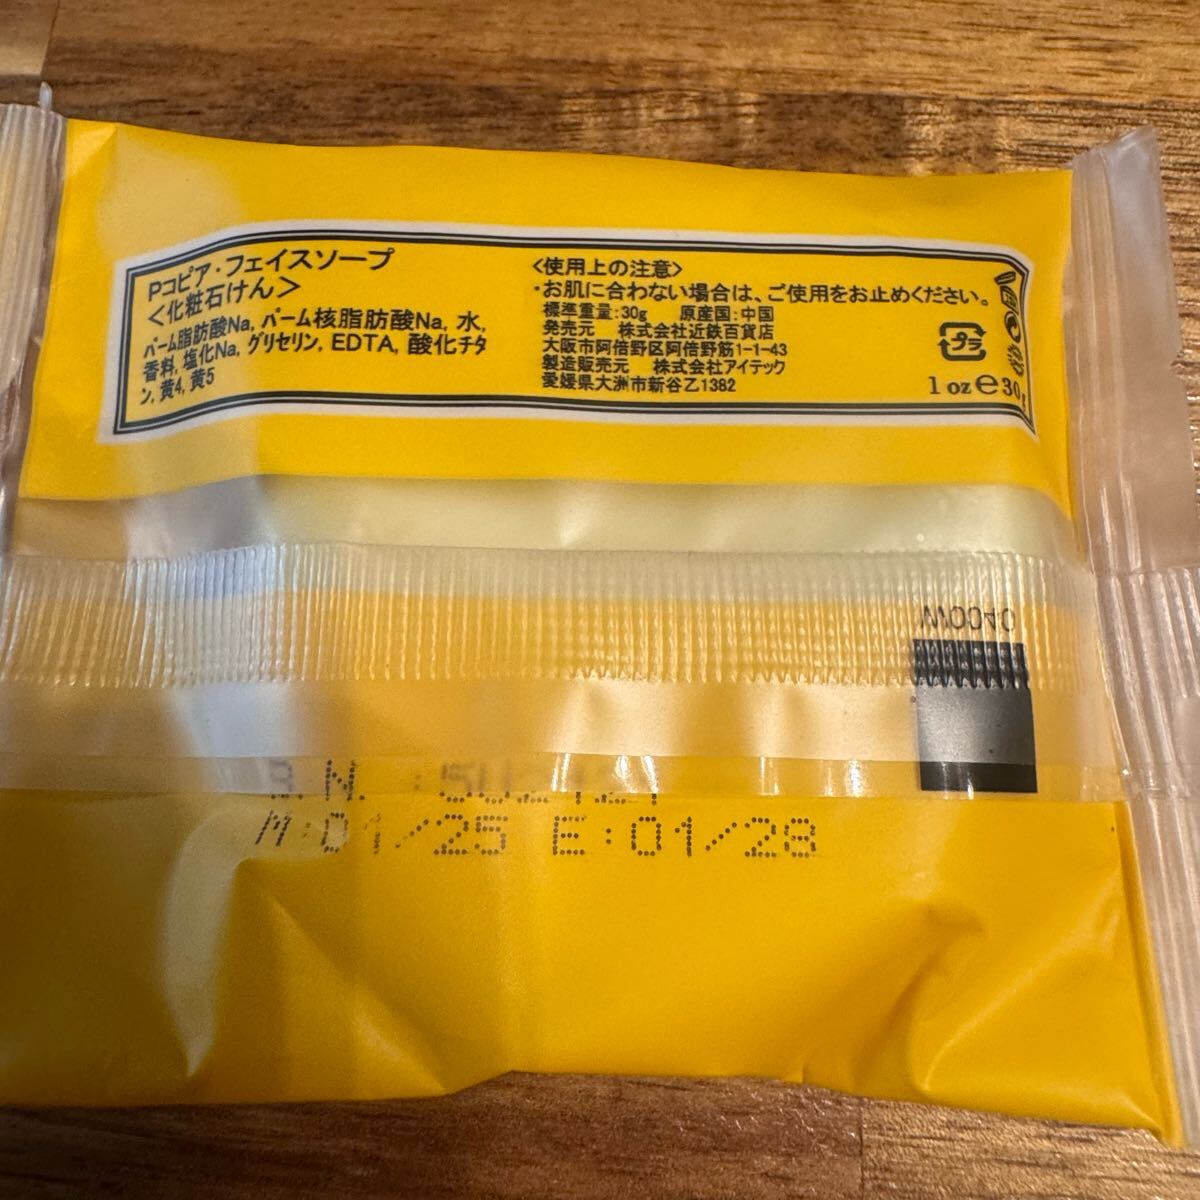 Pコピア・フェイスソープ
<化粧石けん>
パーム脂肪酸Na, パーム核脂肪酸Na, 水,
香料, 塩化Na, グリセリン, EDTA, 酸化チタ
ン, 黄4, 黄5
<使用上の注意>
・お肌に合わない場合は、ご使用をお止めください。
標準重量:30g 原産国:中国
発売元 株式会社近鉄百貨店
大阪市阿倍野区阿倍野筋1-1-43
製造販売元 株式会社アイテック
愛媛県大洲市新谷乙1382
プラ
1 oz e 30g
W0040
M:01/25 E:01/28